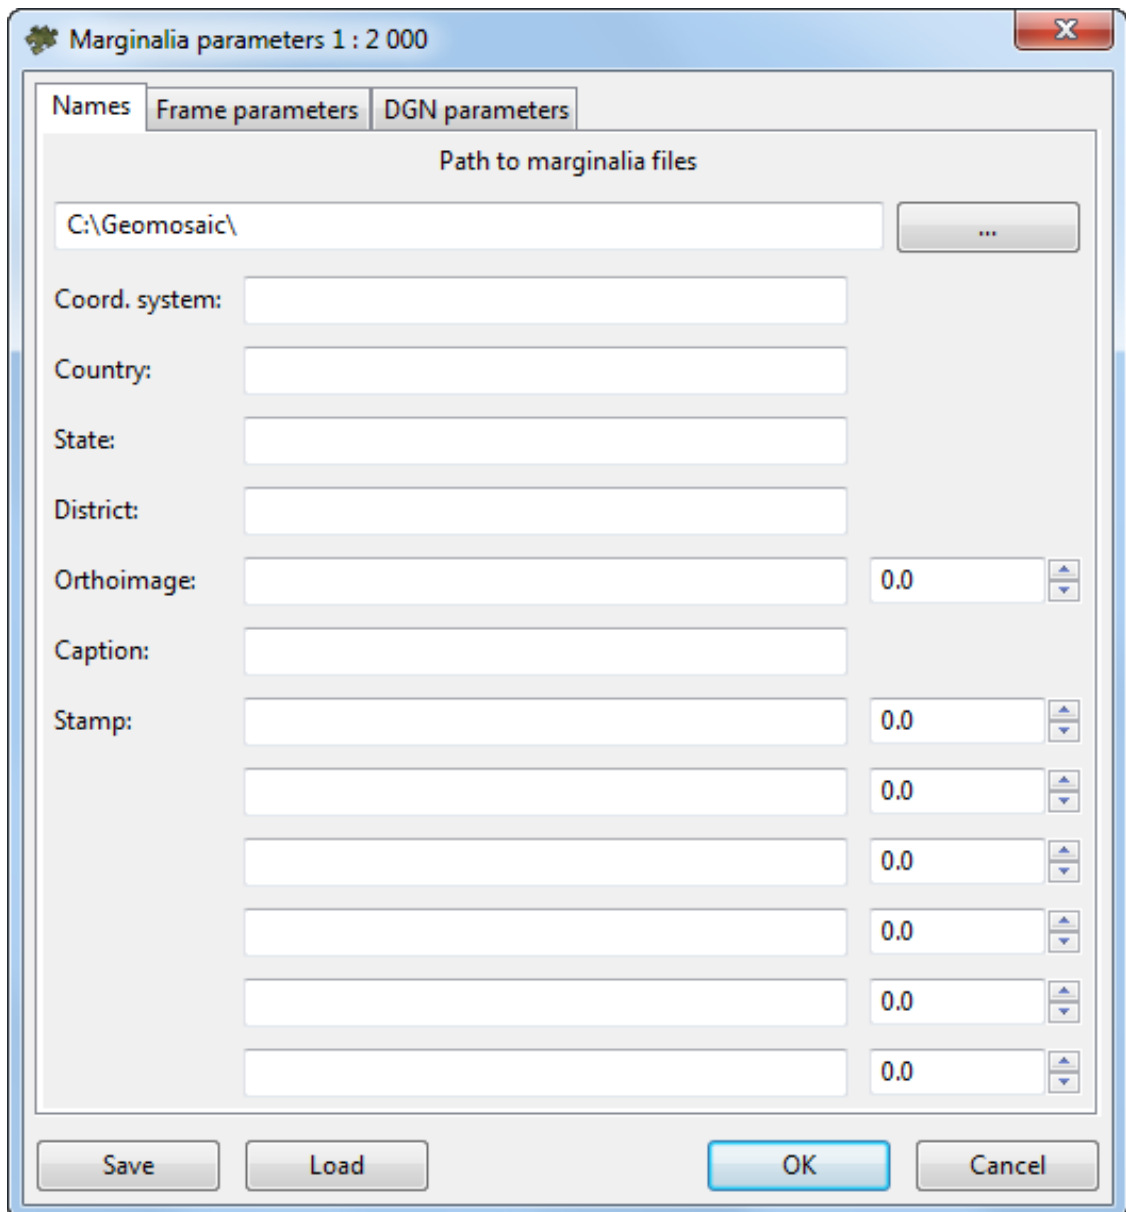 Marginalia parameters 1 : 2 000
Names Frame parameters DGN parameters
Path to marginalia files
C:\Geomosaic\ ...
Coord. system:
Country:
State:
District:
Orthoimage: 0.0
Caption:
Stamp: 0.0
0.0
0.0
0.0
0.0
0.0
Save Load OK Cancel